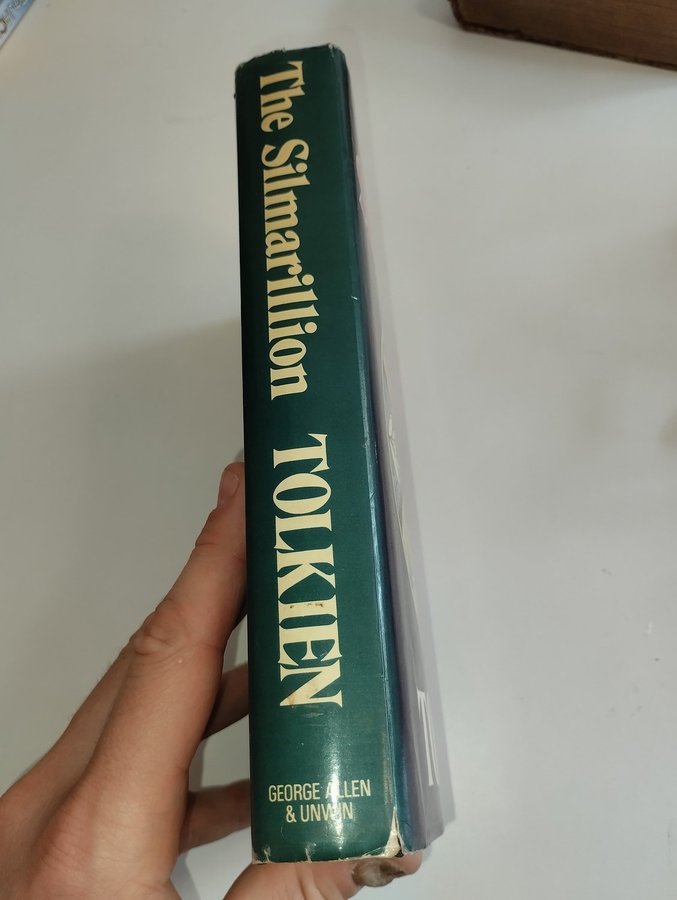 The Silmarillion TOLKIEN
GEORGE ALLEN
& UNWIN